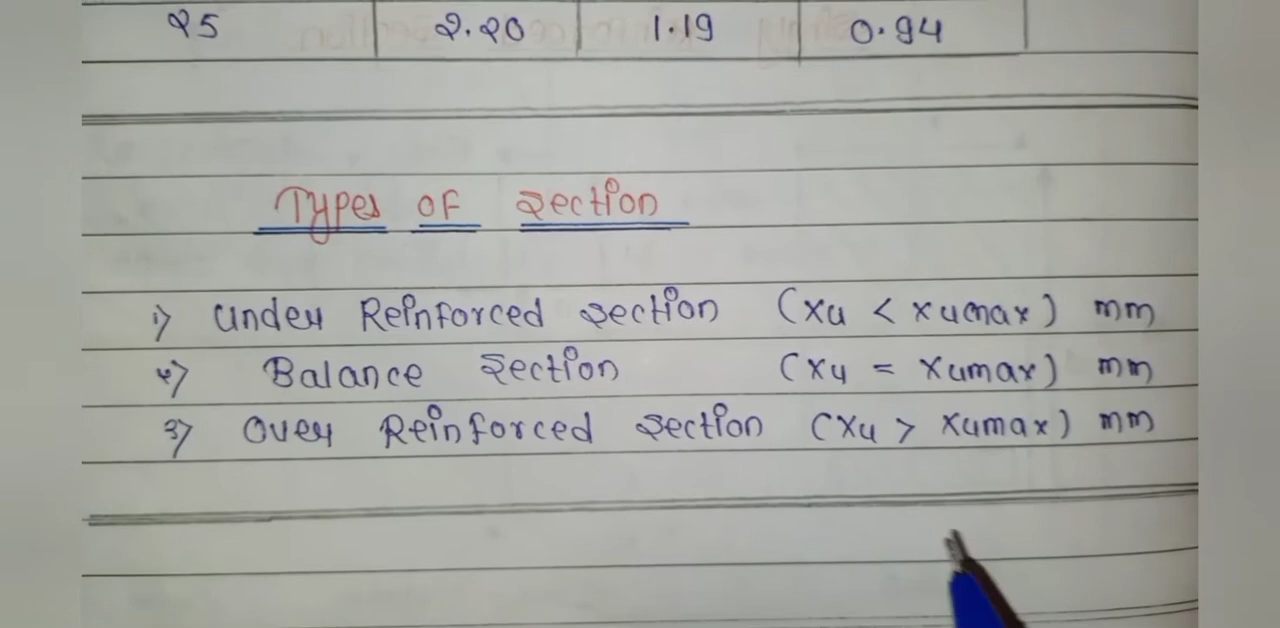 25 2.20 1.19 0.94
Types of section
1) Under Reinforced section (xu < xumax) mm
2) Balance section (xu = xumax) mm
3) Over Reinforced section (xu > xumax) mm